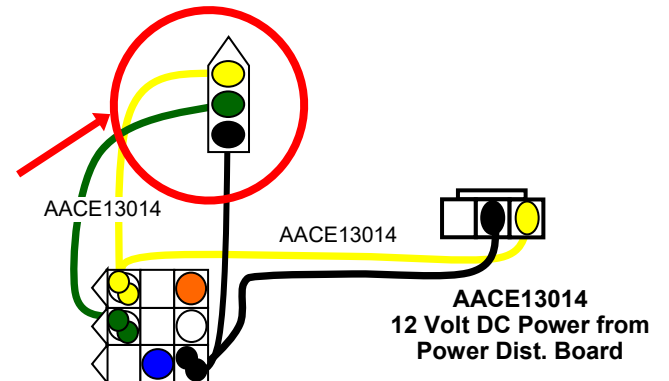 AACE13014
AACE13014
AACE13014
12 Volt DC Power from
Power Dist. Board